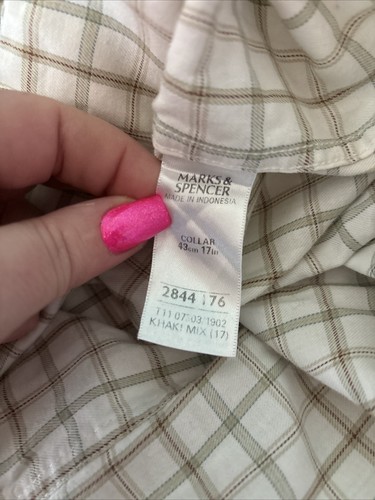 MARKS&
SPENCER
MADE IN INDONESIA
COLLAR
43cm 17in
2844 176
T11 07 03 1902
KHAKI MIX (17)